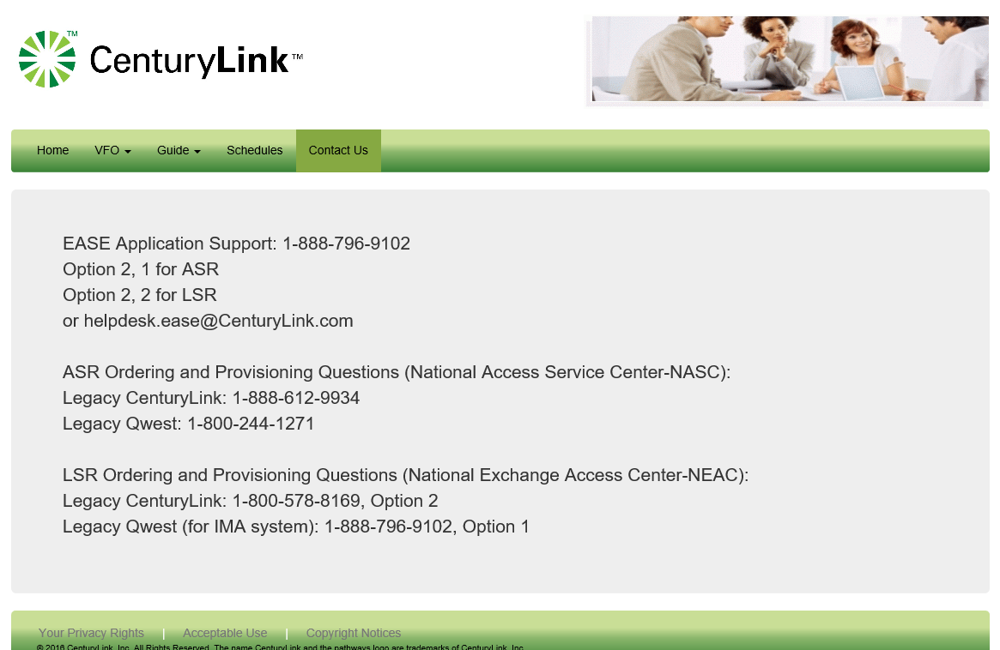 CenturyLink™
Home VFO Guide Schedules Contact Us
EASE Application Support: 1-888-796-9102
Option 2, 1 for ASR
Option 2, 2 for LSR
or helpdesk.ease@CenturyLink.com
ASR Ordering and Provisioning Questions (National Access Service Center-NASC):
Legacy CenturyLink: 1-888-612-9934
Legacy Qwest: 1-800-244-1271
LSR Ordering and Provisioning Questions (National Exchange Access Center-NEAC):
Legacy CenturyLink: 1-800-578-8169, Option 2
Legacy Qwest (for IMA system): 1-888-796-9102, Option 1
Your Privacy Rights | Acceptable Use | Copyright Notices
© 2016 CenturyLink, Inc. All Rights Reserved. The name CenturyLink and the pathways logo are trademarks of CenturyLink, Inc.